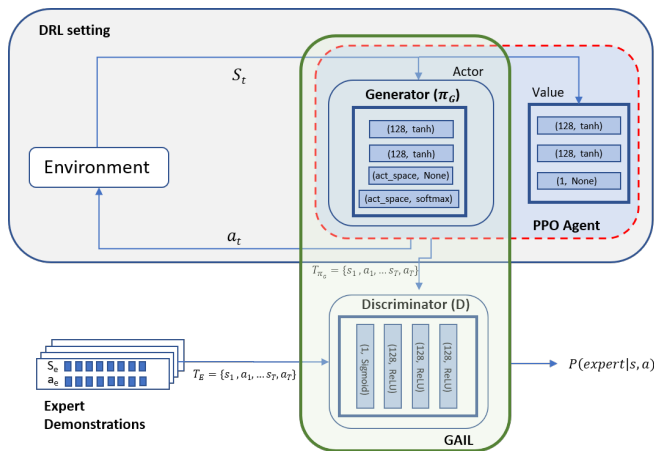 DRL setting
S_t
Actor
Generator (π_G)
Value
(128, tanh)
(128, tanh)
(128, tanh)
(128, tanh)
(act_space, None)
(1, None)
(act_space, softmax)
Environment
PPO Agent
a_t
T_{π_G} = {s_1, a_1, … s_T, a_T}
Discriminator (D)
(1, Sigmoid)
(128, ReLU)
(128, ReLU)
(128, ReLU)
S_e
a_e
T_E = {s_1, a_1, … s_T, a_T}
P(expert|s, a)
Expert
Demonstrations
GAIL